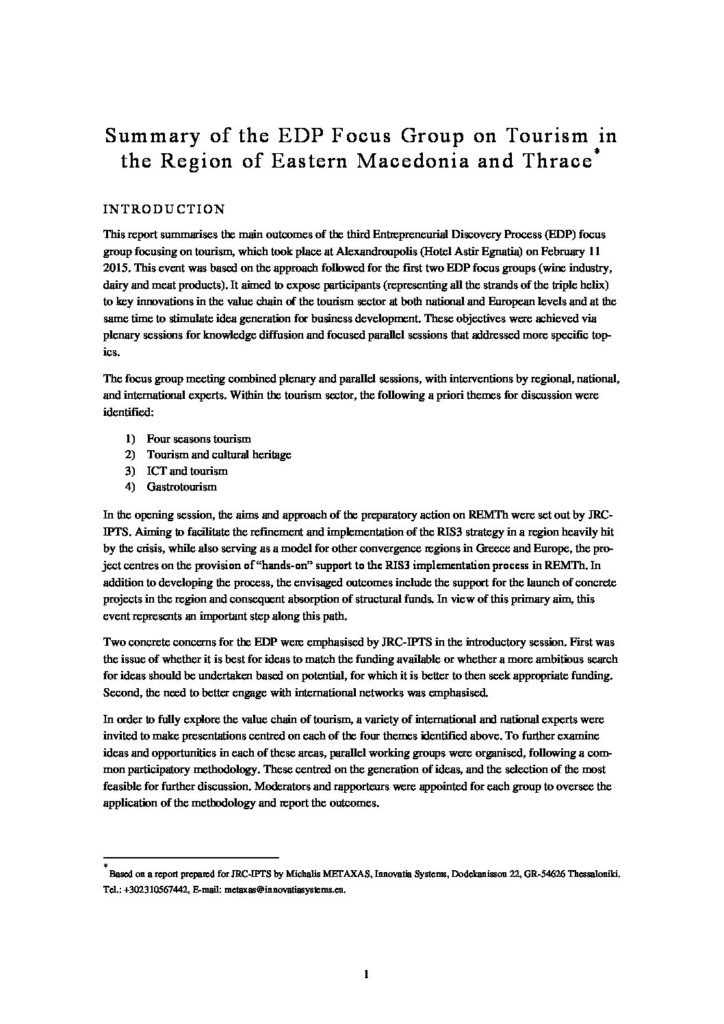 Summary of the EDP Focus Group on Tourism in
the Region of Eastern Macedonia and Thrace*
INTRODUCTION
This report summarises the main outcomes of the third Entrepreneurial Discovery Process (EDP) focus
group focusing on tourism, which took place at Alexandroupolis (Hotel Astir Egnatia) on February 11
2015. This event was based on the approach followed for the first two EDP focus groups (wine industry,
dairy and meat products). It aimed to expose participants (representing all the strands of the triple helix)
to key innovations in the value chain of the tourism sector at both national and European levels and at the
same time to stimulate idea generation for business development. These objectives were achieved via
plenary sessions for knowledge diffusion and focused parallel sessions that addressed more specific top-
ics.
The focus group meeting combined plenary and parallel sessions, with interventions by regional, national,
and international experts. Within the tourism sector, the following a priori themes for discussion were
identified:
1) Four seasons tourism
2) Tourism and cultural heritage
3) ICT and tourism
4) Gastrotourism
In the opening session, the aims and approach of the preparatory action on REMTh were set out by JRC-
IPTS. Aiming to facilitate the refinement and implementation of the RIS3 strategy in a region heavily hit
by the crisis, while also serving as a model for other convergence regions in Greece and Europe, the pro-
ject centres on the provision of “hands-on” support to the RIS3 implementation process in REMTh. In
addition to developing the process, the envisaged outcomes include the support for the launch of concrete
projects in the region and consequent absorption of structural funds. In view of this primary aim, this
event represents an important step along this path.
Two concrete concerns for the EDP were emphasised by JRC-IPTS in the introductory session. First was
the issue of whether it is best for ideas to match the funding available or whether a more ambitious search
for ideas should be undertaken based on potential, for which it is better to then seek appropriate funding.
Second, the need to better engage with international networks was emphasised.
In order to fully explore the value chain of tourism, a variety of international and national experts were
invited to make presentations centred on each of the four themes identified above. To further examine
ideas and opportunities in each of these areas, parallel working groups were organised, following a com-
mon participatory methodology. These centred on the generation of ideas, and the selection of the most
feasible for further discussion. Moderators and rapporteurs were appointed for each group to oversee the
application of the methodology and report the outcomes.
* Based on a report prepared for JRC-IPTS by Michalis METAXAS, Innovatia Systems, Dodekanissou 22, GR-54626 Thessaloniki.
Tel.: +302310567442, E-mail: metaxas@innovatiasystems.eu.
1